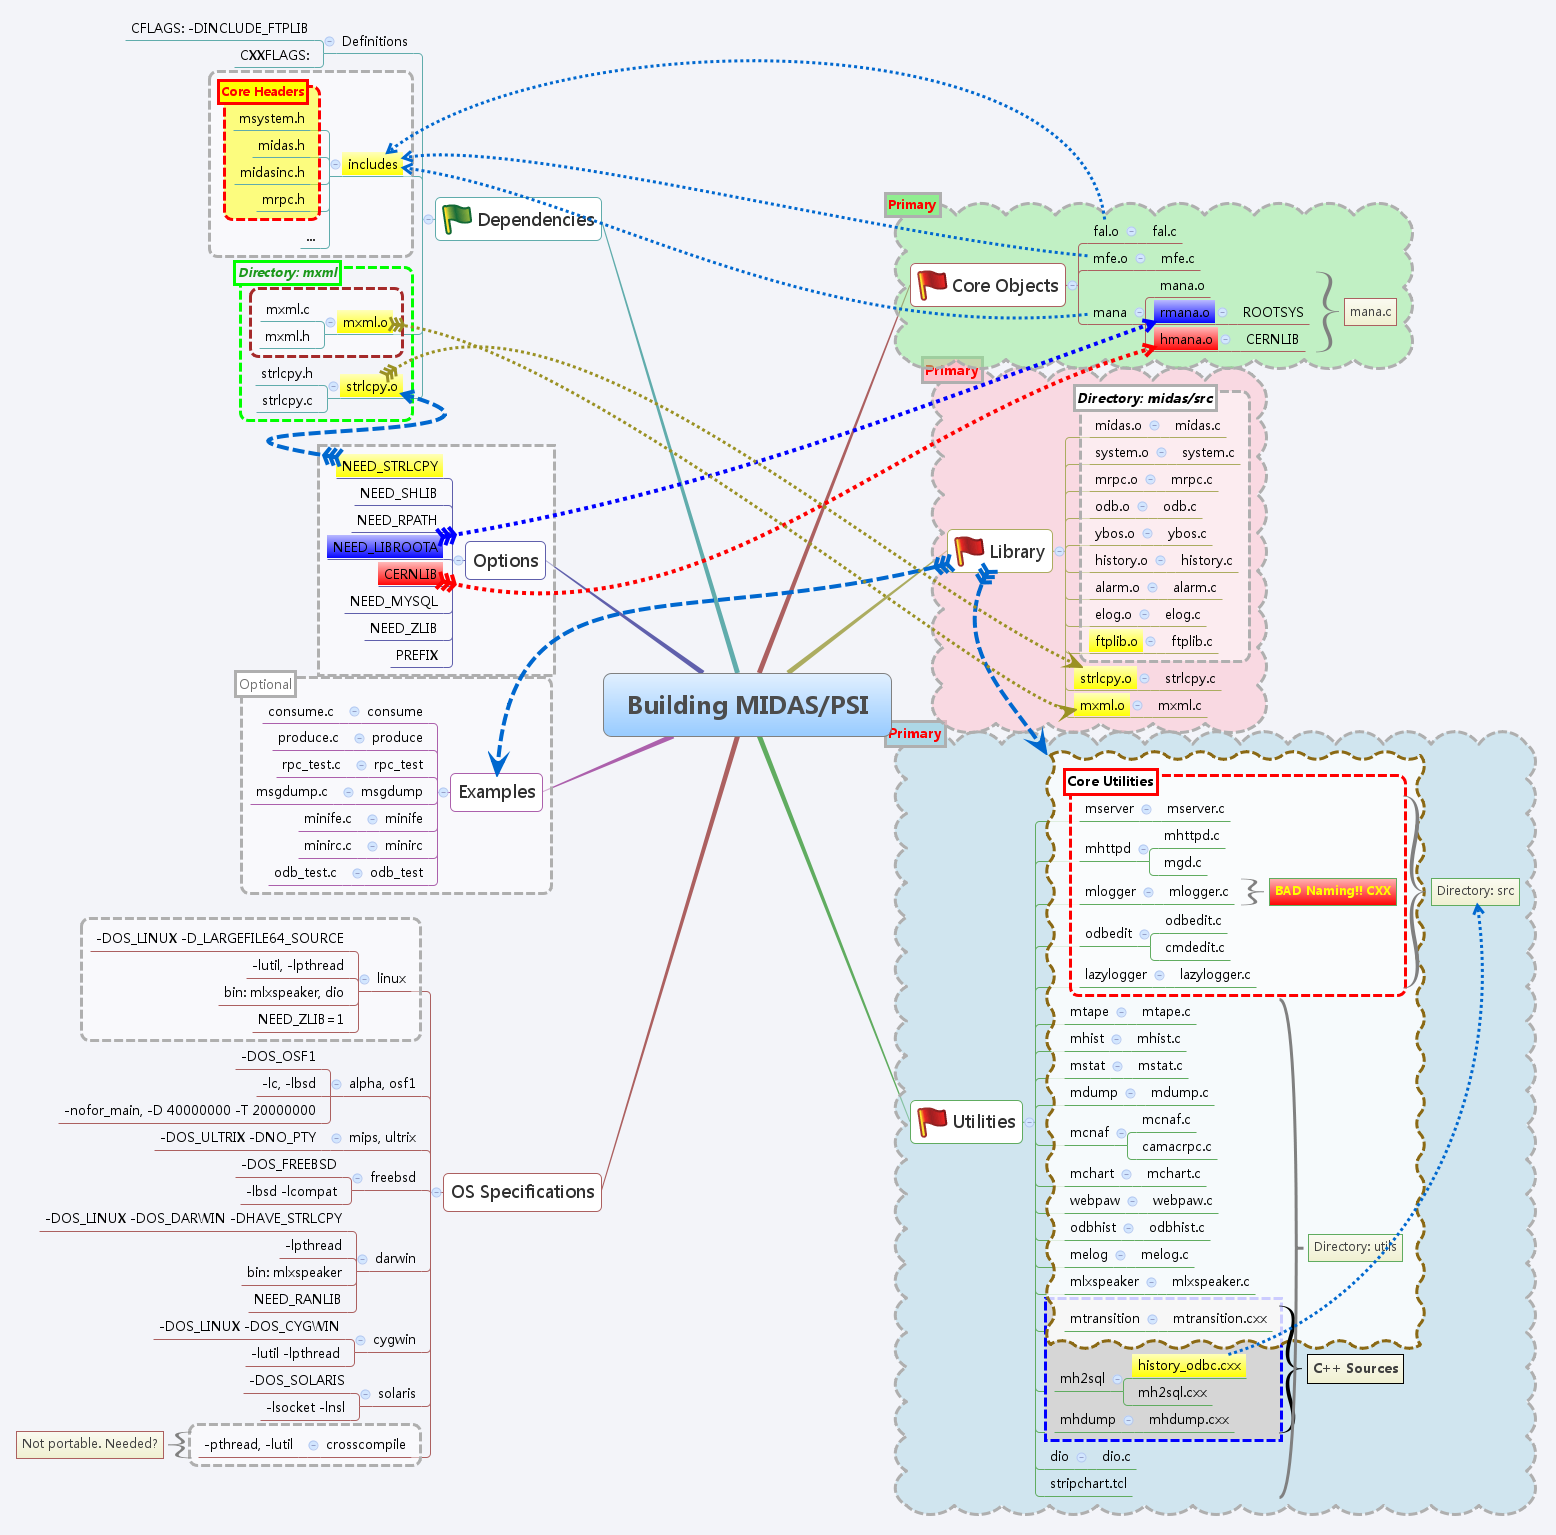 Building MIDAS/PSI
Dependencies
Definitions
CFLAGS: -DINCLUDE_FTPLIB
CXXFLAGS:
includes
Core Headers
msystem.h
midas.h
midasinc.h
mrpc.h
...
Directory: mxml
mxml.o
mxml.c
mxml.h
strlcpy.o
strlcpy.h
strlcpy.c
Options
NEED_STRLCPY
NEED_SHLIB
NEED_RPATH
NEED_LIBROOTA
CERNLIB
NEED_MYSQL
NEED_ZLIB
PREFIX
Optional
Examples
consume.c consume
produce.c produce
rpc_test.c rpc_test
msgdump.c msgdump
minife.c minife
minirc.c minirc
odb_test.c odb_test
OS Specifications
linux
-DOS_LINUX -D_LARGEFILE64_SOURCE
-lutil, -lpthread
bin: mlxspeaker, dio
NEED_ZLIB=1
alpha, osf1
-DOS_OSF1
-lc, -lbsd
-nofor_main, -D 40000000 -T 20000000
-DOS_ULTRIX -DNO_PTY mips, ultrix
freebsd
-DOS_FREEBSD
-lbsd -lcompat
darwin
-DOS_LINUX -DOS_DARWIN -DHAVE_STRLCPY
-lpthread
bin: mlxspeaker
NEED_RANLIB
cygwin
-DOS_LINUX -DOS_CYGWIN
-lutil -lpthread
solaris
-DOS_SOLARIS
-lsocket -lnsl
-pthread, -lutil crosscompile
Not portable. Needed?
Primary
Core Objects
fal.o fal.c
mfe.o mfe.c
mana
mana.o
rmana.o ROOTSYS
hmana.o CERNLIB
mana.c
Primary
Library
Directory: midas/src
midas.o midas.c
system.o system.c
mrpc.o mrpc.c
odb.o odb.c
ybos.o ybos.c
history.o history.c
alarm.o alarm.c
elog.o elog.c
ftplib.o ftplib.c
strlcpy.o strlcpy.c
mxml.o mxml.c
Primary
Utilities
Core Utilities
mserver mserver.c
mhttpd
mhttpd.c
mgd.c
mlogger mlogger.c
BAD Naming!! CXX
odbedit
odbedit.c
cmdedit.c
lazylogger lazylogger.c
Directory: src
mtape mtape.c
mhist mhist.c
mstat mstat.c
mdump mdump.c
mcnaf
mcnaf.c
camacrpc.c
mchart mchart.c
webpaw webpaw.c
odbhist odbhist.c
melog melog.c
mlxspeaker mlxspeaker.c
Directory: utils
mtransition mtransition.cxx
mh2sql
history_odbc.cxx
mh2sql.cxx
mhdump mhdump.cxx
C++ Sources
dio dio.c
stripchart.tcl